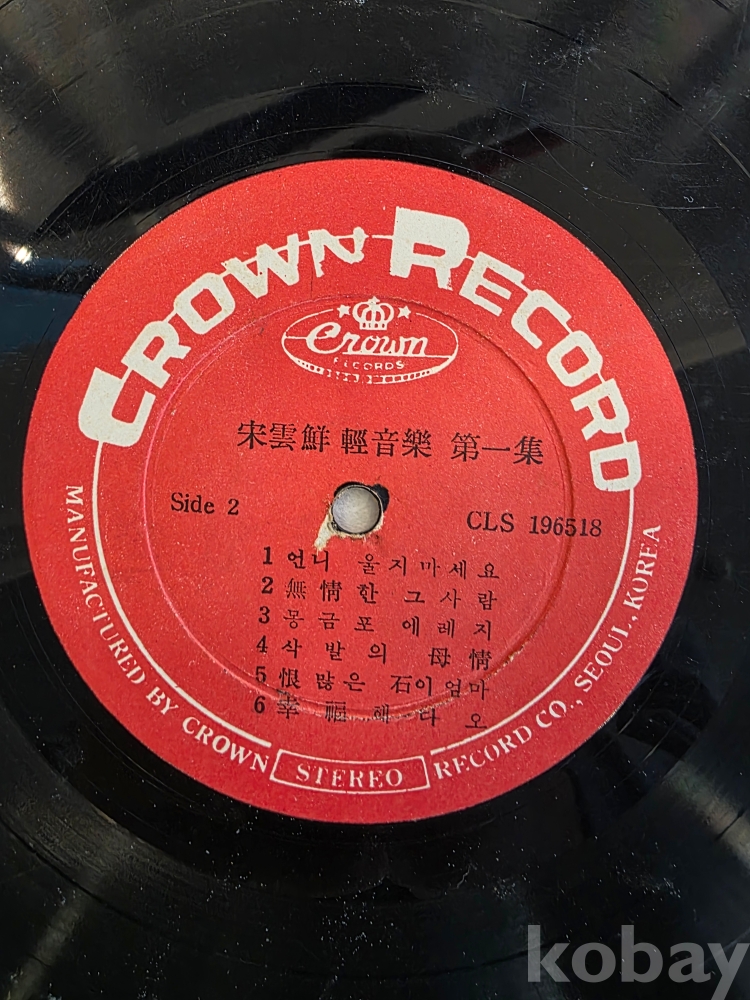 CROWN RECORD
Crown
RECORDS
宋雲鮮 輕音樂 第一集
Side 2
CLS 196518
1 언니 울지마세요
2 無情한 그사람
3 몽금포 에레지
4 삭발의 母情
5 恨많은 石이엄마
6 幸福해다오
MANUFACTURED BY CROWN RECORD CO., SEOUL, KOREA
STEREO
kobay